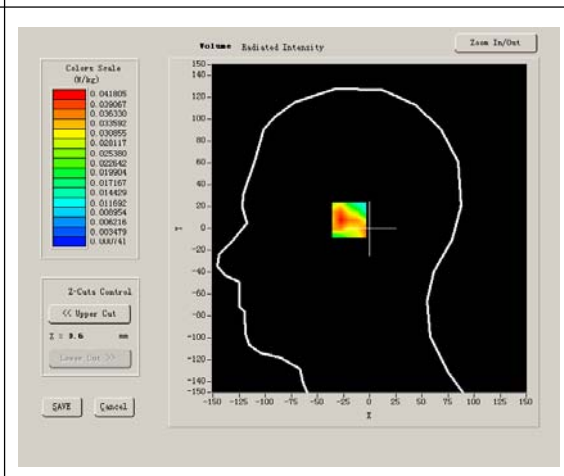 Volume Radiated Intensity
Zoom In/Out
Colors Scale
(W/kg)
0.041805
0.039067
0.036330
0.033592
0.030855
0.028117
0.025380
0.022642
0.019904
0.017167
0.014429
0.011692
0.008954
0.006216
0.003479
0.000741
Z-Cuts Control
<< Upper Cut
Z = 3.6 mm
Lower Cut >>
SAVE
Cancel
150
140
120
100
80
60
40
20
0
-20
-40
-60
-80
-100
-120
-140
-150
Y
-150 -125 -100 -75 -50 -25 0 25 50 75 100 125 150
X